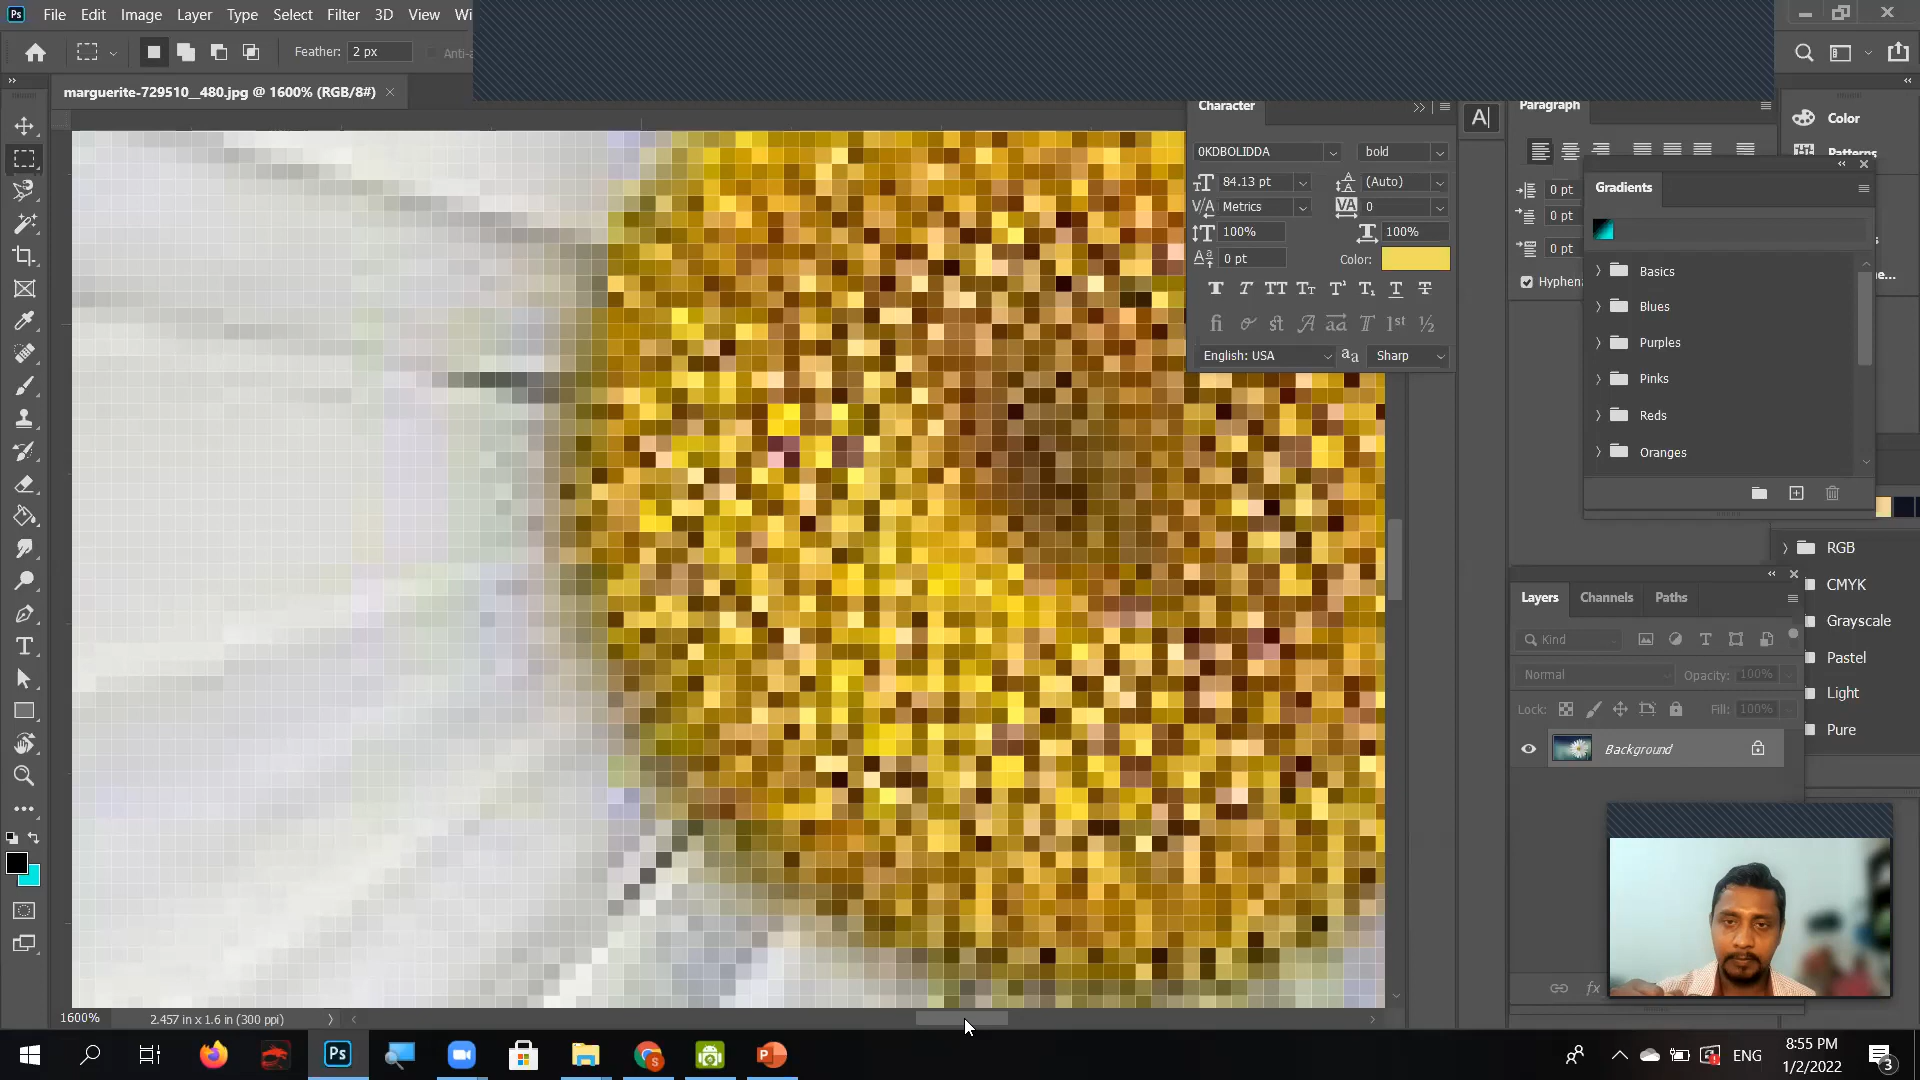 Ps File Edit Image Layer Type Select Filter 3D View
Feather: 2 px
marguerite-729510__480.jpg @ 1600% (RGB/8#)
Character
0KDBOLIDDA bold
84.13 pt (Auto)
Metrics 0
100% 100%
0 pt Color:
English: USA Sharp
Paragraph
0 pt
0 pt
0 pt
Color
Patterns
Gradients
Basics
Blues
Purples
Pinks
Reds
Oranges
RGB
CMYK
Grayscale
Pastel
Light
Pure
Layers Channels Paths
Kind
Normal Opacity: 100%
Lock: Fill: 100%
Background
fx
1600% 2.457 in x 1.6 in (300 ppi)
Ps
ENG
8:55 PM
1/2/2022
3